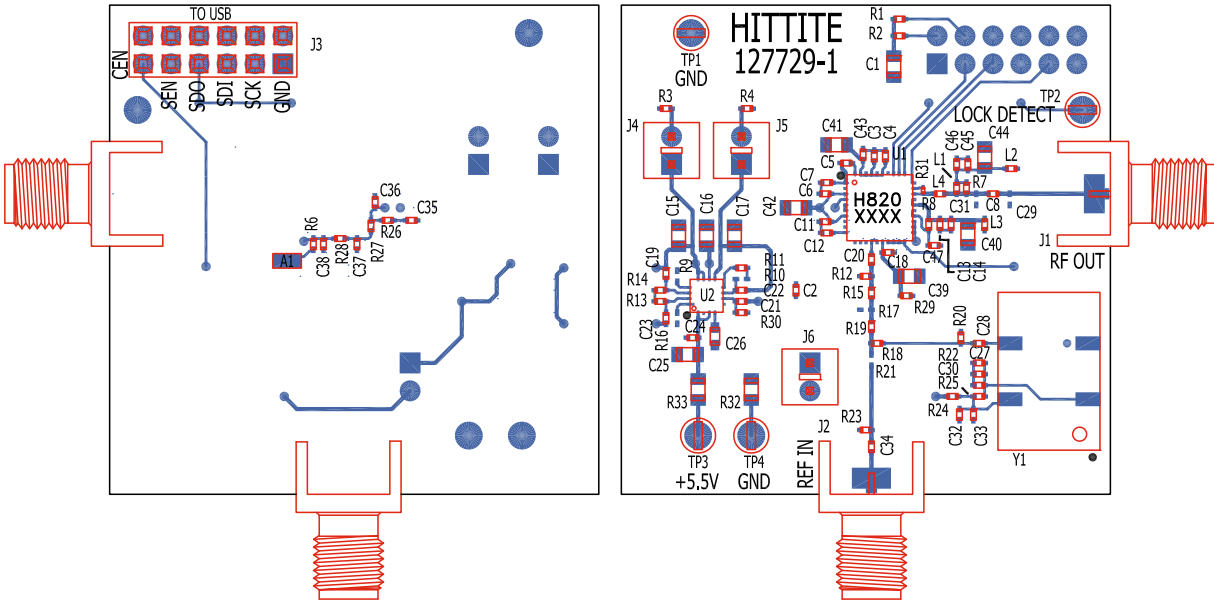 TO USB
J3
CEN
SEN
SDO
SDI
SCK
GND
C36
C35
R26
R27
R6
C38
R28
C37
A1
HITTITE
127729-1
R1
R2
C1
TP1
GND
TP2
LOCK DETECT
R3
R4
J4
J5
C41
C43
C3
C4
U1
C5
C7
C6
R31
C46
C45
C44
L1
L2
L4
R7
H820
XXXX
C42
C11
C12
R8
C31
C8
C29
L3
C40
J1
RF OUT
C15
C16
C17
C47
C13
C14
C19
R9
R11
R10
C20
C18
R12
R14
R13
U2
C22
C21
R30
C2
R15
C39
R29
R17
C23
R16
C24
C25
C26
R19
R18
R20
C28
J6
R22
C27
C30
R25
R21
R24
R33
R32
R23
C34
C32
C33
J2
REF IN
TP3
+5.5V
TP4
GND
Y1